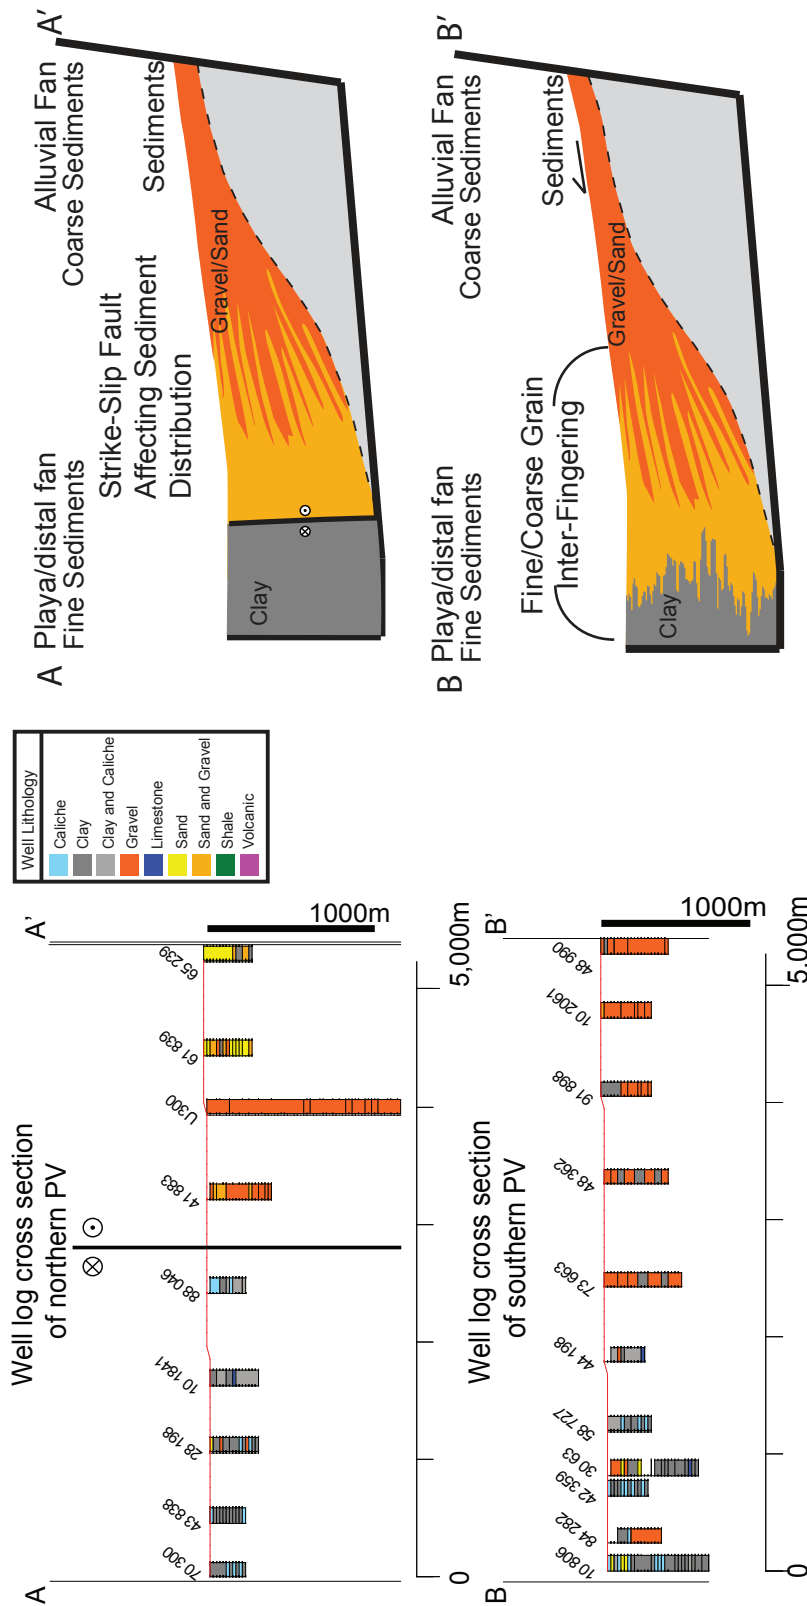 Well log cross section
of northern PV
A
A'
70 300
43 838
28 198
10 1841
88 046
41 883
U300
61 839
65 239
1000m
0
5,000m
Well log cross section
of southern PV
B
B'
10 806
84 282
42 359
30 63
58 727
44 198
73 663
48 362
91 898
10 2061
48 990
1000m
0
5,000m
Well Lithology
Caliche
Clay
Clay and Caliche
Gravel
Limestone
Sand
Sand and Gravel
Shale
Volcanic
A
Playa/distal fan
Fine Sediments
Strike-Slip Fault
Affecting Sediment
Distribution
Alluvial Fan
Coarse Sediments
A'
Sediments
Gravel/Sand
Clay
B
Playa/distal fan
Fine Sediments
Fine/Coarse Grain
Inter-Fingering
Alluvial Fan
Coarse Sediments
B'
Sediments
Gravel/Sand
Clay